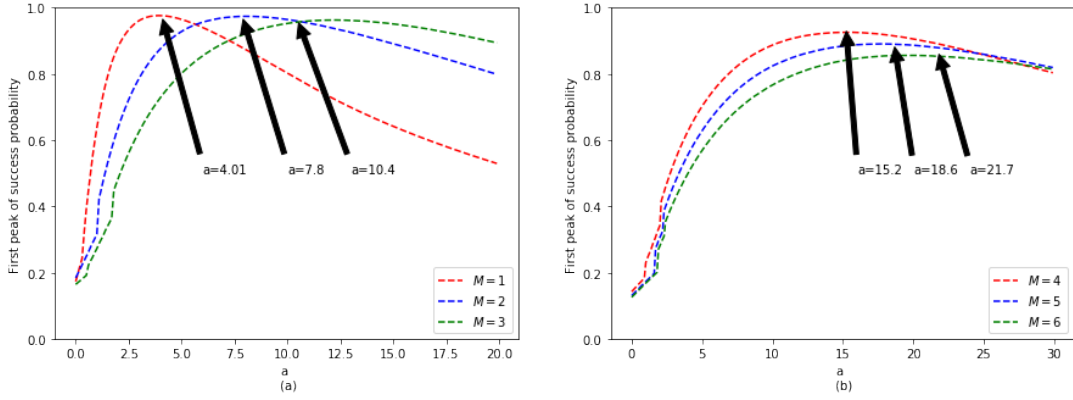 1.0
0.8
0.6
0.4
0.2
0.0
First peak of success probability
a=4.01
a=7.8
a=10.4
M = 1
M = 2
M = 3
0.0 2.5 5.0 7.5 10.0 12.5 15.0 17.5 20.0
a
(a)
1.0
0.8
0.6
0.4
0.2
0.0
First peak of success probability
a=15.2
a=18.6
a=21.7
M = 4
M = 5
M = 6
0 5 10 15 20 25 30
a
(b)